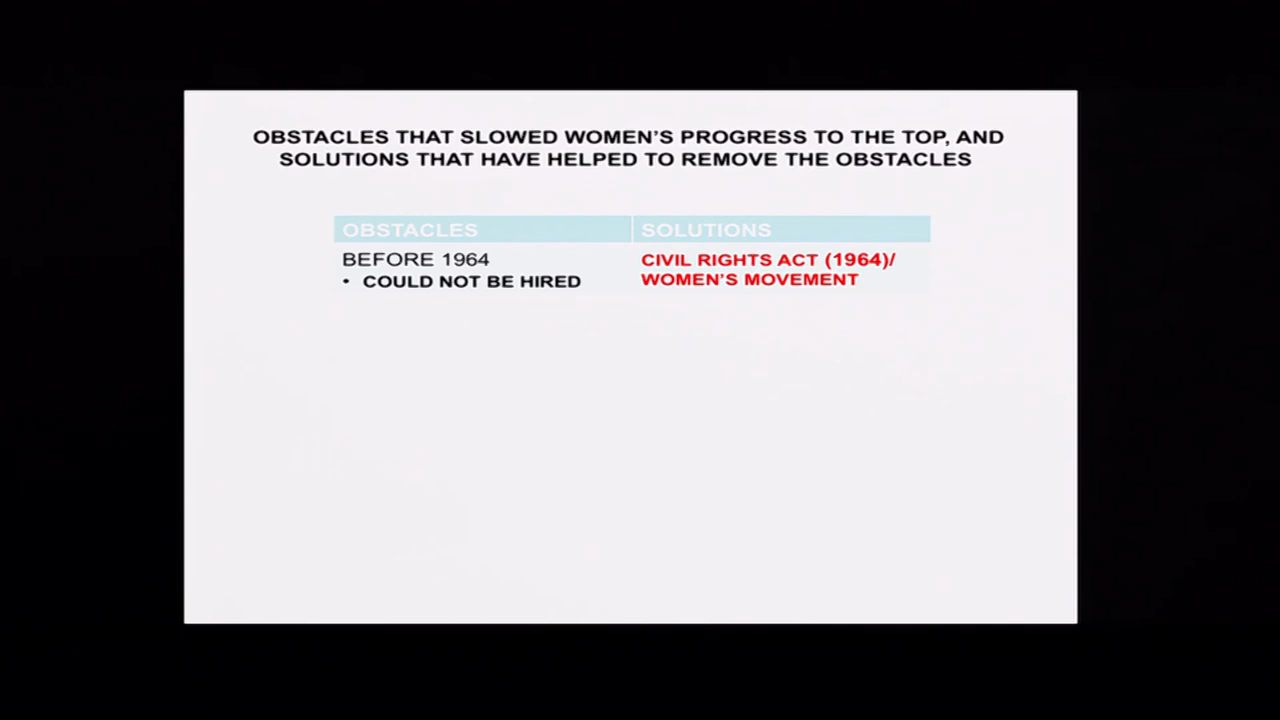 OBSTACLES THAT SLOWED WOMEN'S PROGRESS TO THE TOP, AND
SOLUTIONS THAT HAVE HELPED TO REMOVE THE OBSTACLES
OBSTACLES
SOLUTIONS
BEFORE 1964
• COULD NOT BE HIRED
CIVIL RIGHTS ACT (1964)/
WOMEN'S MOVEMENT